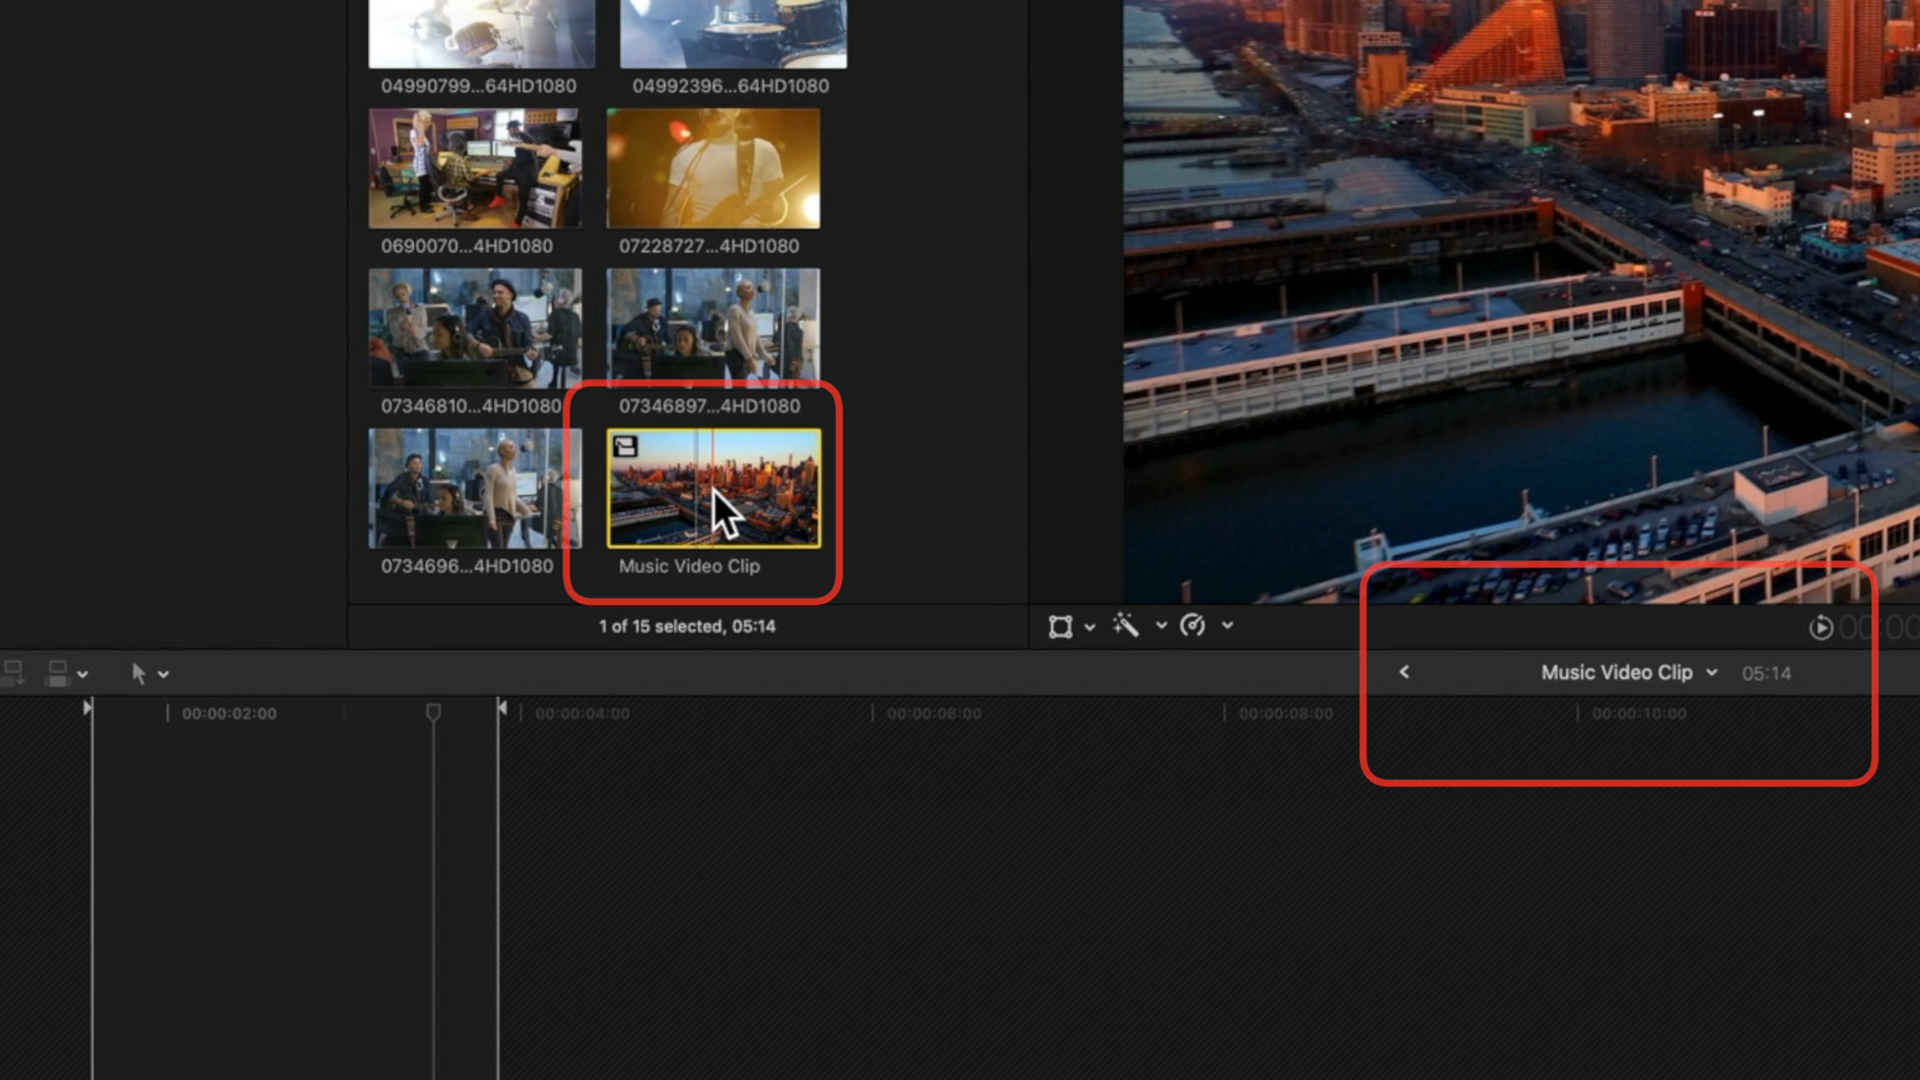 04990799...64HD1080
04992396...64HD1080
0690070...4HD1080
07228727...4HD1080
07346810...4HD1080
07346897...4HD1080
0734696...4HD1080
Music Video Clip
1 of 15 selected, 05:14
00:00
Music Video Clip 05:14
00:00:02:00
00:00:04:00
00:00:06:00
00:00:08:00
00:00:10:00